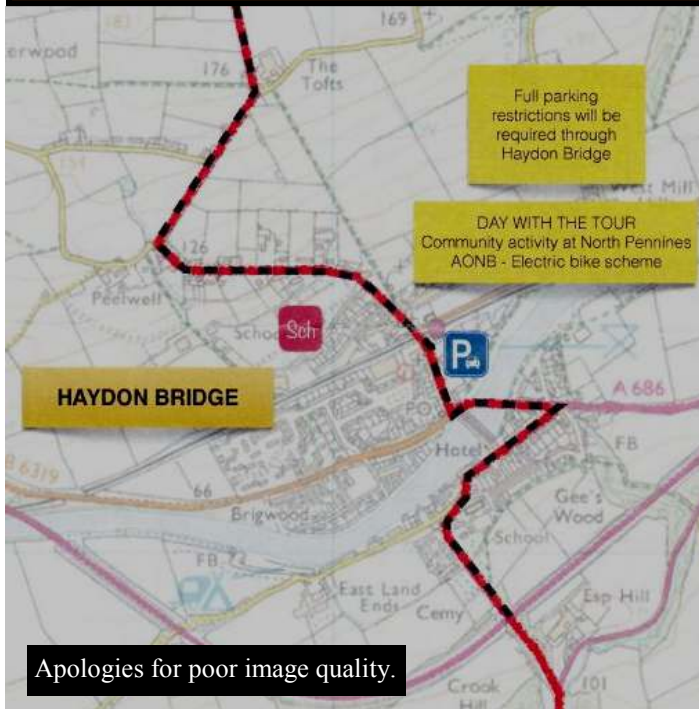 169
181
erwood
176
The
Tofts
Full parking
restrictions will be
required through
Haydon Bridge
154
West Mill
DAY WITH THE TOUR
Community activity at North Pennines
AONB - Electric bike scheme
126
Peelwell
School
Sch
P
HAYDON BRIDGE
A 686
PO
Hotel
FB
B 6319
66
Gee's
Wood
Brigwood
School
FB
East Land
Ends
Cemy
Esp Hill
Apologies for poor image quality.
Crook
Hill
101